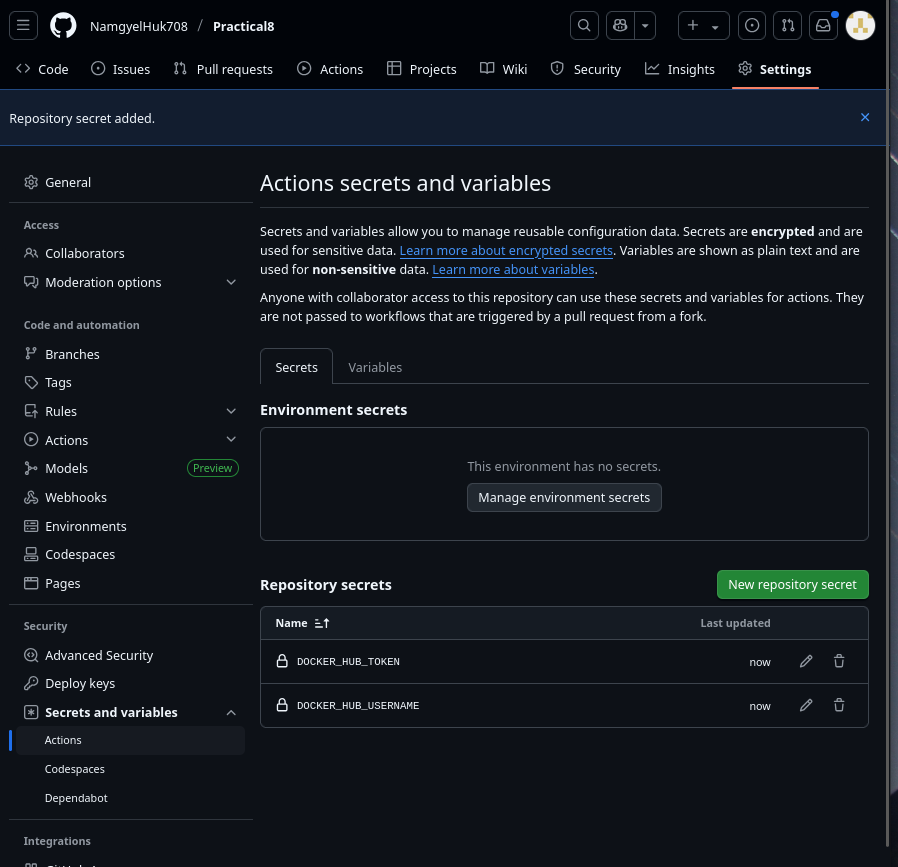 NamgyelHuk708 / Practical8
Code Issues Pull requests Actions Projects Wiki Security Insights Settings
Repository secret added.
General
Access
Collaborators
Moderation options
Code and automation
Branches
Tags
Rules
Actions
Models Preview
Webhooks
Environments
Codespaces
Pages
Security
Advanced Security
Deploy keys
Secrets and variables
Actions
Codespaces
Dependabot
Integrations
Actions secrets and variables
Secrets and variables allow you to manage reusable configuration data. Secrets are encrypted and are
used for sensitive data. Learn more about encrypted secrets. Variables are shown as plain text and are
used for non-sensitive data. Learn more about variables.
Anyone with collaborator access to this repository can use these secrets and variables for actions. They
are not passed to workflows that are triggered by a pull request from a fork.
Secrets Variables
Environment secrets
This environment has no secrets.
Manage environment secrets
Repository secrets New repository secret
Name Last updated
DOCKER_HUB_TOKEN now
DOCKER_HUB_USERNAME now